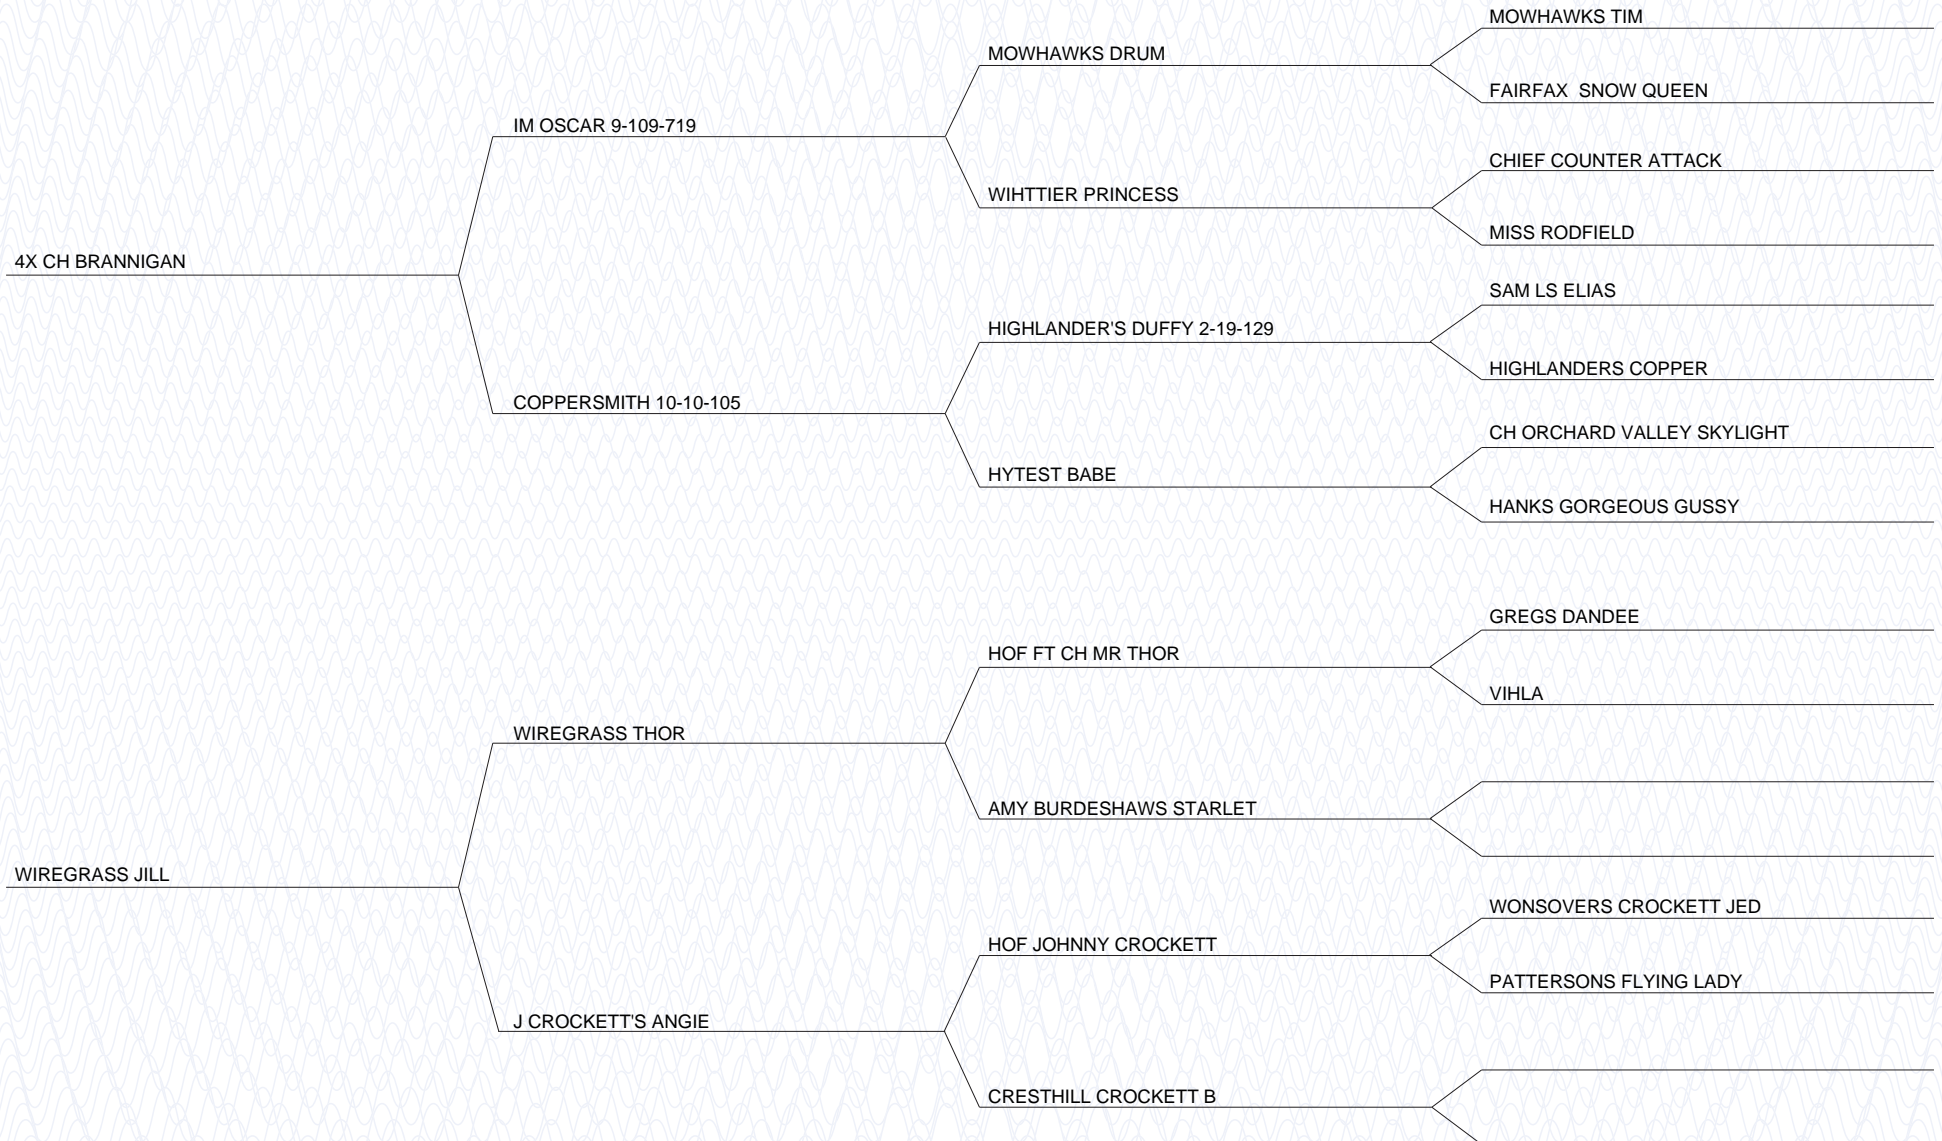 MOWHAWKS TIM
MOWHAWKS DRUM
FAIRFAX  SNOW QUEEN
IM OSCAR 9-109-719
CHIEF COUNTER ATTACK
WIHTTIER PRINCESS
MISS RODFIELD
4X CH BRANNIGAN
SAM LS ELIAS
HIGHLANDER'S DUFFY 2-19-129
HIGHLANDERS COPPER
COPPERSMITH 10-10-105
CH ORCHARD VALLEY SKYLIGHT
HYTEST BABE
HANKS GORGEOUS GUSSY
GREGS DANDEE
HOF FT CH MR THOR
VIHLA
WIREGRASS THOR
AMY BURDESHAWS STARLET
WIREGRASS JILL
WONSOVERS CROCKETT JED
HOF JOHNNY CROCKETT
PATTERSONS FLYING LADY
J CROCKETT'S ANGIE
CRESTHILL CROCKETT B